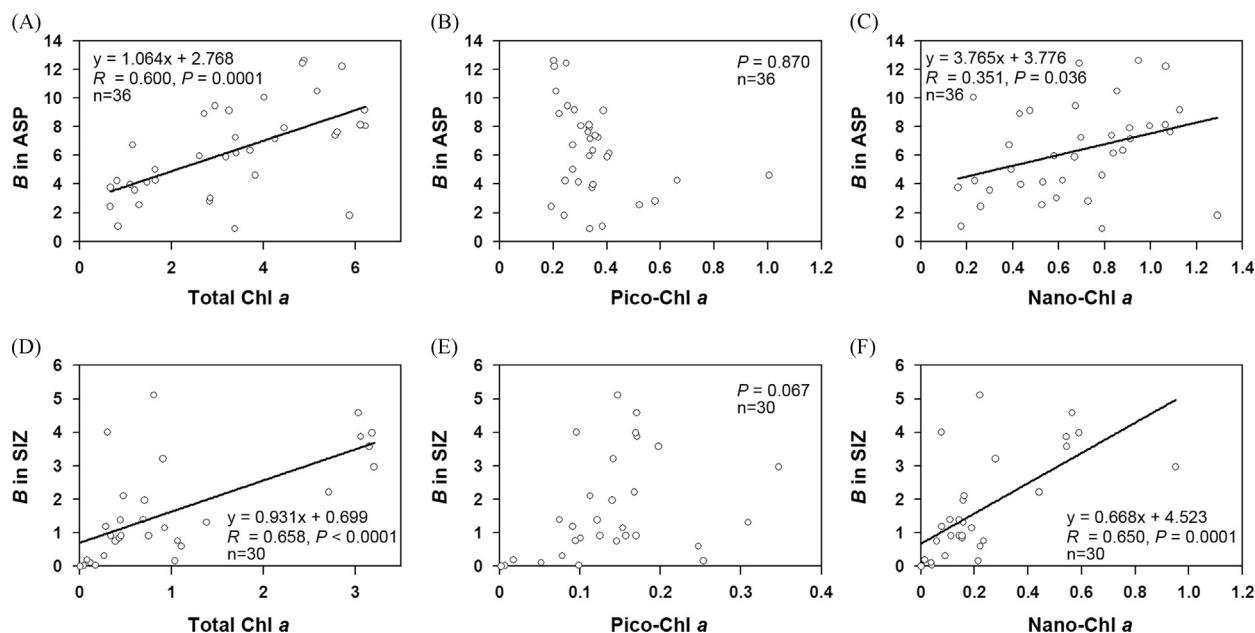 (A)
y = 1.064x + 2.768
R = 0.600, P = 0.0001
n=36
B in ASP
14
12
10
8
6
4
2
0
0 2 4 6
Total Chl a
(B)
P = 0.870
n=36
B in ASP
14
12
10
8
6
4
2
0
0 0.2 0.4 0.6 0.8 1.0 1.2
Pico-Chl a
(C)
y = 3.765x + 3.776
R = 0.351, P = 0.036
n=36
B in ASP
14
12
10
8
6
4
2
0
0 0.2 0.4 0.6 0.8 1.0 1.2 1.4
Nano-Chl a
(D)
B in SIZ
6
5
4
3
2
1
0
y = 0.931x + 0.699
R = 0.658, P < 0.0001
n=30
0 1 2 3
Total Chl a
(E)
P = 0.067
n=30
B in SIZ
6
5
4
3
2
1
0
0 0.1 0.2 0.3 0.4
Pico-Chl a
(F)
B in SIZ
6
5
4
3
2
1
0
y = 0.668x + 4.523
R = 0.650, P = 0.0001
n=30
0 0.2 0.4 0.6 0.8 1.0 1.2
Nano-Chl a